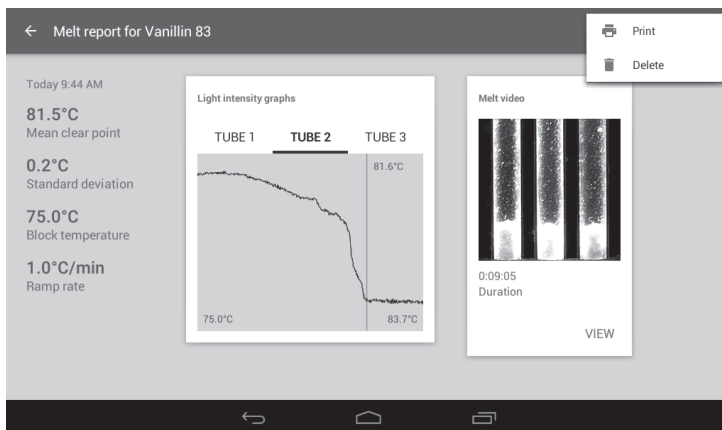 Melt report for Vanillin 83
Print
Delete
Today 9:44 AM
81.5°C
Mean clear point
0.2°C
Standard deviation
75.0°C
Block temperature
1.0°C/min
Ramp rate
Light intensity graphs
TUBE 1 TUBE 2 TUBE 3
81.6°C
75.0°C 83.7°C
Melt video
0:09:05
Duration
VIEW